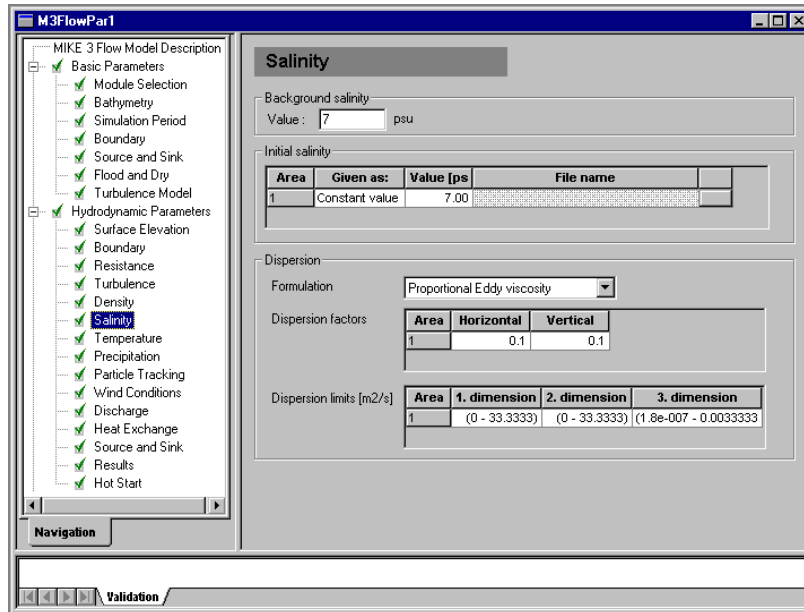 M3FlowPar1
MIKE 3 Flow Model Description
Basic Parameters
Module Selection
Bathymetry
Simulation Period
Boundary
Source and Sink
Flood and Dry
Turbulence Model
Hydrodynamic Parameters
Surface Elevation
Boundary
Resistance
Turbulence
Density
Salinity
Temperature
Precipitation
Particle Tracking
Wind Conditions
Discharge
Heat Exchange
Source and Sink
Results
Hot Start
Navigation
Salinity
Background salinity
Value : 7 psu
Initial salinity
Area Given as: Value [ps File name
1 Constant value 7.00
Dispersion
Formulation Proportional Eddy viscosity
Dispersion factors Area Horizontal Vertical
1 0.1 0.1
Dispersion limits [m2/s] Area 1. dimension 2. dimension 3. dimension
1 (0 - 33.3333) (0 - 33.3333) (1.8e-007 - 0.0033333
Validation